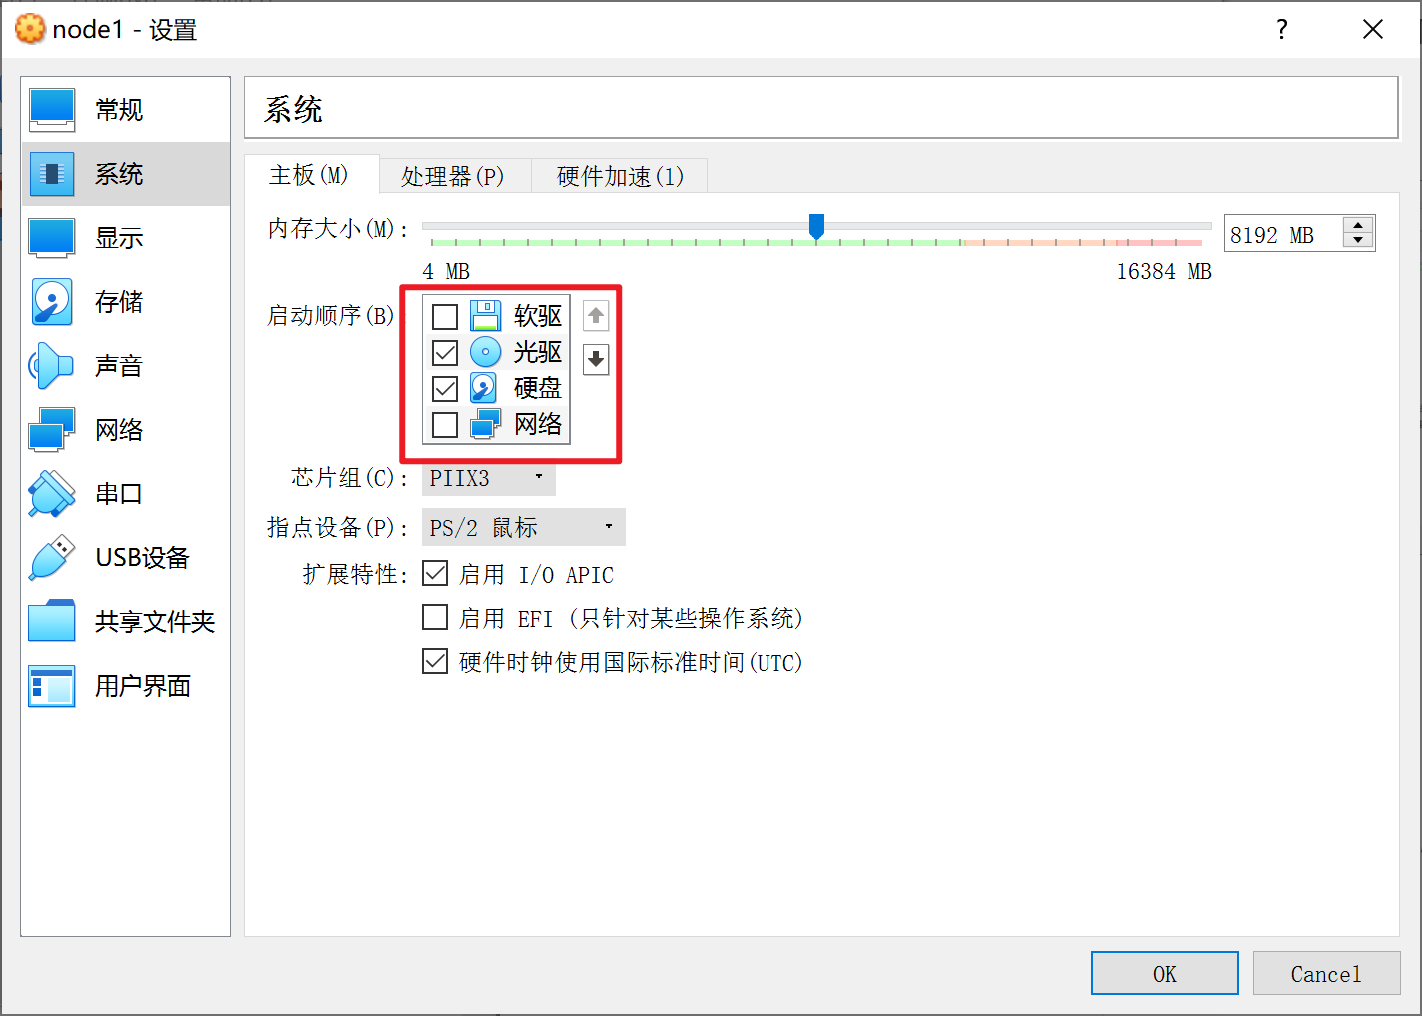 node1 - 设置
?
常规
系统
显示
存储
声音
网络
串口
USB设备
共享文件夹
用户界面
系统
主板(M)
处理器(P)
硬件加速(l)
内存大小(M):
8192 MB
4 MB
16384 MB
启动顺序(B)
软驱
光驱
硬盘
网络
芯片组(C):
PIIX3
指点设备(P):
PS/2 鼠标
扩展特性:
启用 I/O APIC
启用 EFI (只针对某些操作系统)
硬件时钟使用国际标准时间(UTC)
OK
Cancel